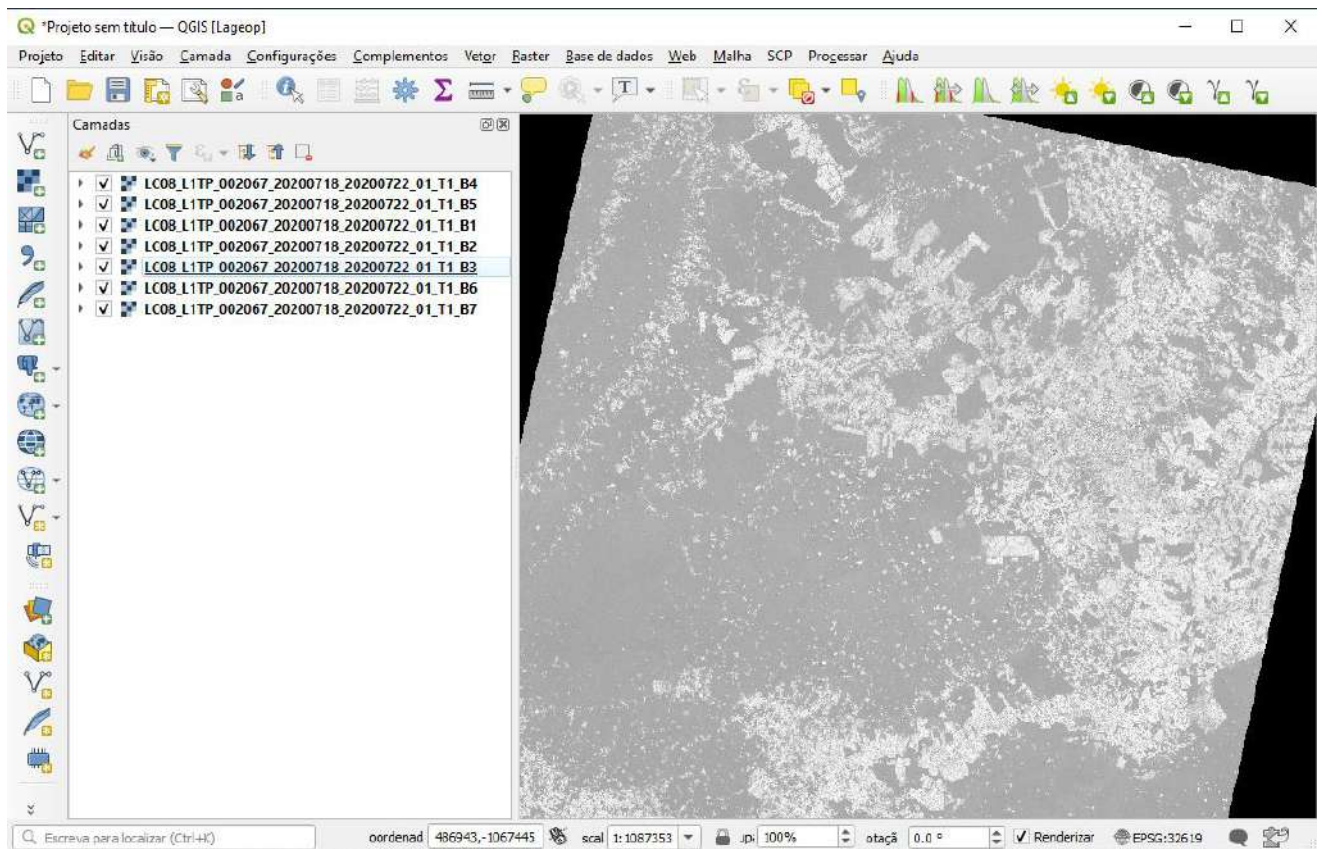 *Projeto sem título — QGIS [Lageop]
Projeto Editar Visão Camada Configurações Complementos Vetor Raster Base de dados Web Malha SCP Processar Ajuda
Camadas
LC08_L1TP_002067_20200718_20200722_01_T1_B4
LC08_L1TP_002067_20200718_20200722_01_T1_B5
LC08_L1TP_002067_20200718_20200722_01_T1_B1
LC08_L1TP_002067_20200718_20200722_01_T1_B2
LC08_L1TP_002067_20200718_20200722_01_T1_B3
LC08_L1TP_002067_20200718_20200722_01_T1_B6
LC08_L1TP_002067_20200718_20200722_01_T1_B7
Escreva para localizar (Ctrl+K) oordenad 486943,-1067445 scal 1:1087353 100% otaçã 0.0 ° Renderizar EPSG:32619